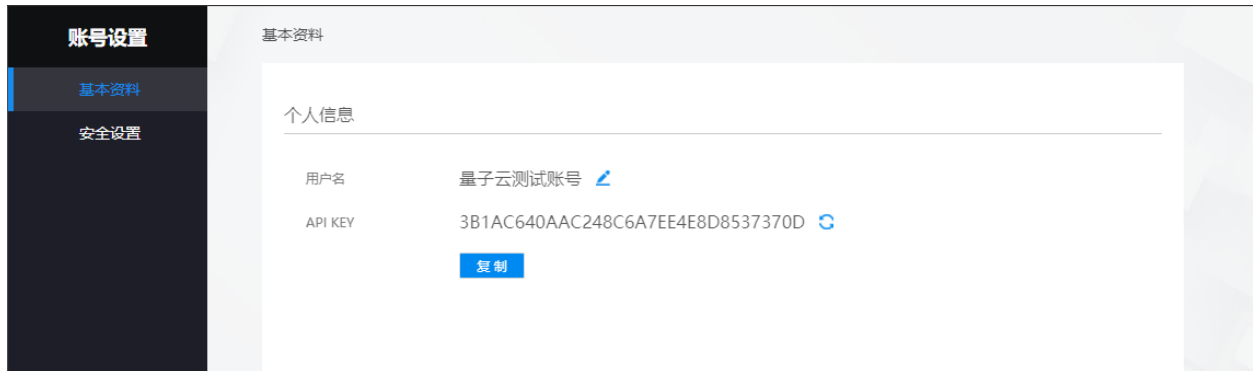 账号设置
基本资料
安全设置
基本资料
个人信息
用户名 量子云测试账号
API KEY 3B1AC640AAC248C6A7EE4E8D8537370D
复制